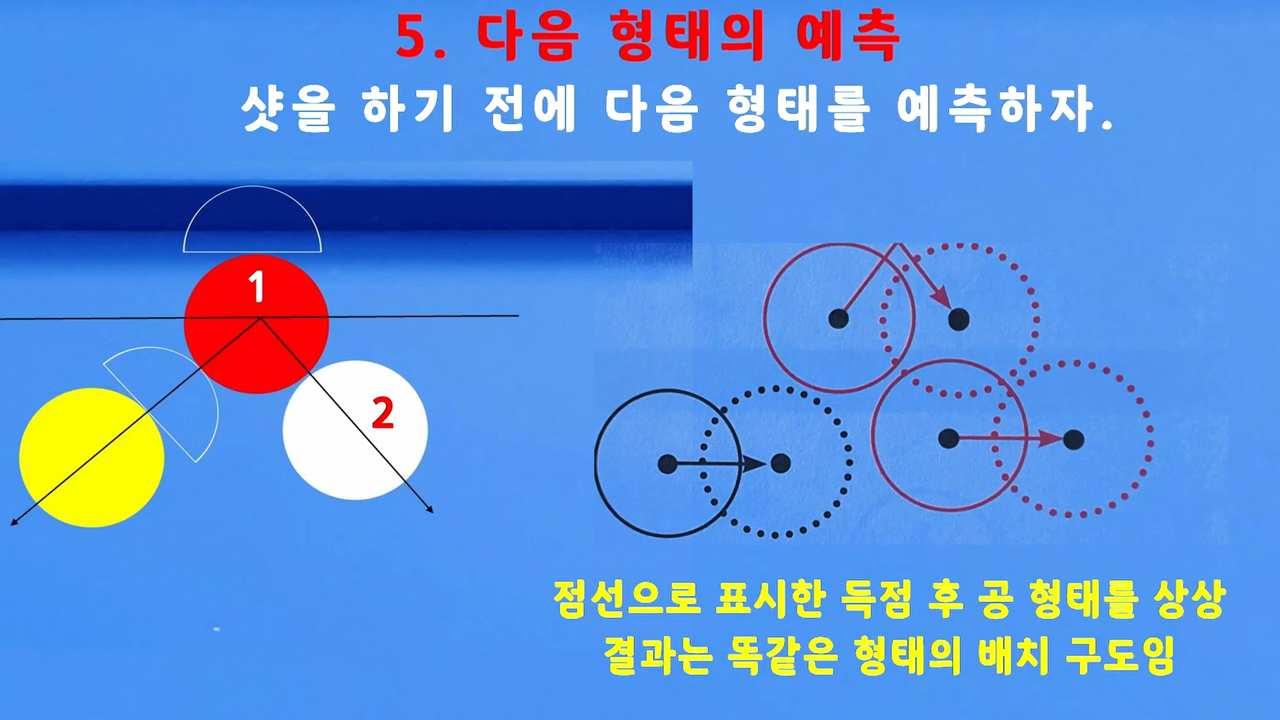 5. 다음 형태의 예측
샷을 하기 전에 다음 형태를 예측하자.
1
2
점선으로 표시한 득점 후 공 형태를 상상
결과는 똑같은 형태의 배치 구도임